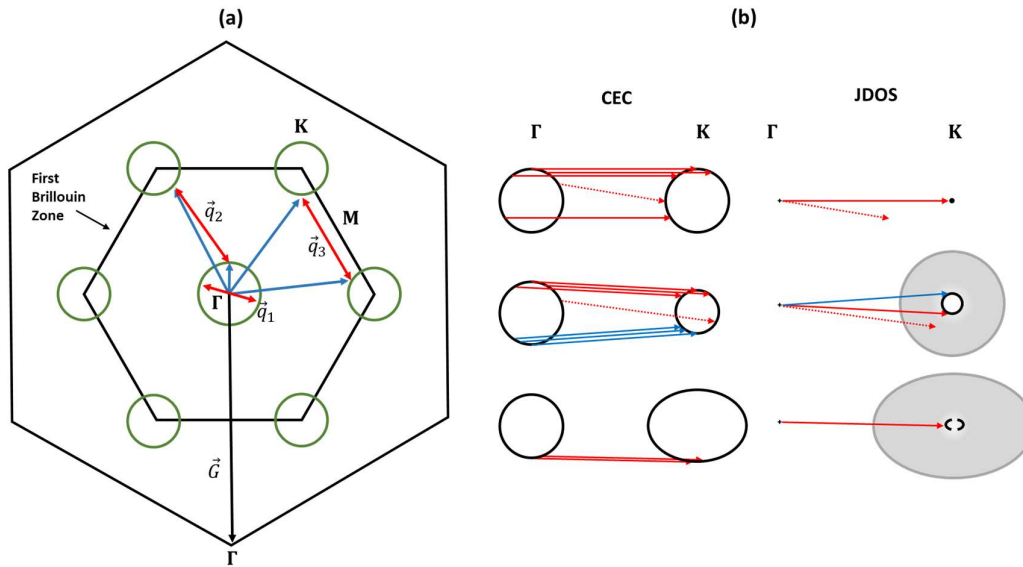 (a)
K
First
Brillouin
Zone
q⃗₂
M
q⃗₃
Γ
q⃗₁
G⃗
Γ
(b)
CEC
JDOS
Γ
K
Γ
K